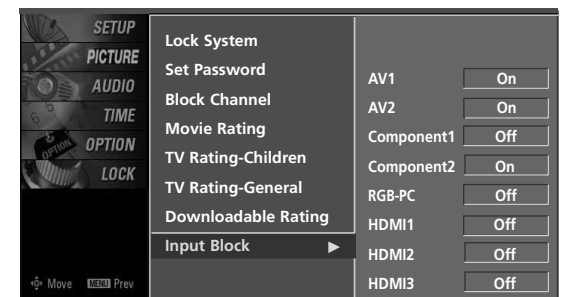 SETUP
PICTURE
AUDIO
TIME
OPTION
LOCK
Move MENU Prev
Lock System
Set Password
Block Channel
Movie Rating
TV Rating-Children
TV Rating-General
Downloadable Rating
Input Block ►
AV1 On
AV2 On
Component1 Off
Component2 On
RGB-PC Off
HDMI1 Off
HDMI2 Off
HDMI3 Off